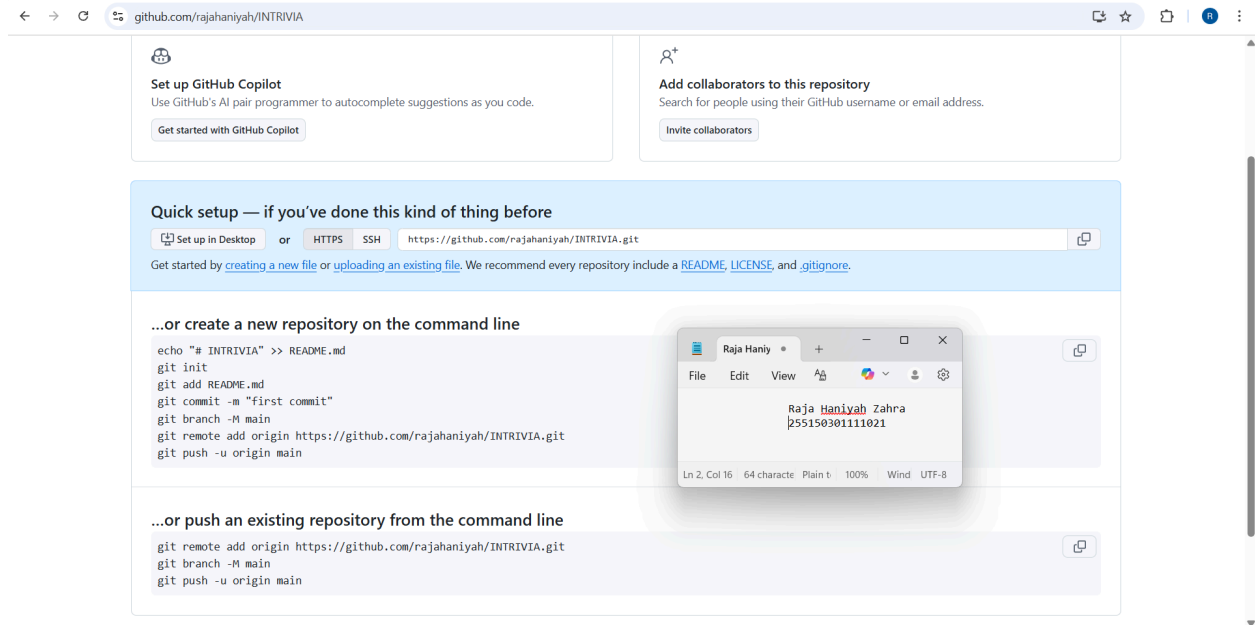 github.com/rajahaniyah/INTRIVIA
R
Set up GitHub Copilot
Use GitHub's AI pair programmer to autocomplete suggestions as you code.
Get started with GitHub Copilot
Add collaborators to this repository
Search for people using their GitHub username or email address.
Invite collaborators
Quick setup — if you've done this kind of thing before
Set up in Desktop or HTTPS SSH https://github.com/rajahaniyah/INTRIVIA.git
Get started by creating a new file or uploading an existing file. We recommend every repository include a README, LICENSE, and .gitignore.
...or create a new repository on the command line
echo "# INTRIVIA" >> README.md
git init
git add README.md
git commit -m "first commit"
git branch -M main
git remote add origin https://github.com/rajahaniyah/INTRIVIA.git
git push -u origin main
Raja Haniy
File Edit View
Raja Haniyah Zahra
255150301111021
Ln 2, Col 16 64 characte Plain t 100% Wind UTF-8
...or push an existing repository from the command line
git remote add origin https://github.com/rajahaniyah/INTRIVIA.git
git branch -M main
git push -u origin main